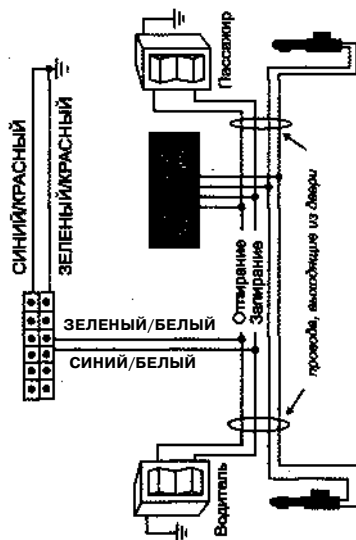 СИНИЙ/КРАСНЫЙ
ЗЕЛЕНЫЙ/КРАСНЫЙ
Пассажир
ЗЕЛЕНЫЙ/БЕЛЫЙ
СИНИЙ/БЕЛЫЙ
Отпирание
Запирание
провода, выходящие из двери
Водитель